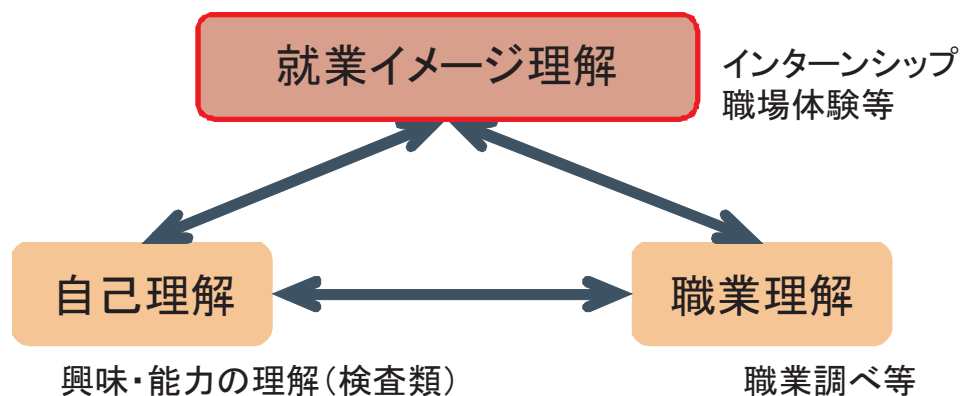 就業イメージ理解
インターンシップ
職場体験等
自己理解
職業理解
興味・能力の理解（検査類）
職業調べ等